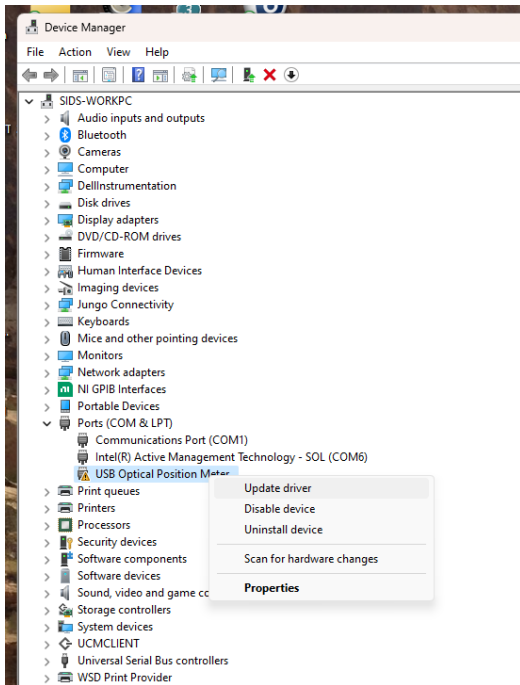 Device Manager
File Action View Help
SIDS-WORKPC
Audio inputs and outputs
Bluetooth
Cameras
Computer
DellInstrumentation
Disk drives
Display adapters
DVD/CD-ROM drives
Firmware
Human Interface Devices
Imaging devices
Jungo Connectivity
Keyboards
Mice and other pointing devices
Monitors
Network adapters
NI GPIB Interfaces
Portable Devices
Ports (COM & LPT)
Communications Port (COM1)
Intel(R) Active Management Technology - SOL (COM6)
USB Optical Position Meter
Update driver
Disable device
Uninstall device
Scan for hardware changes
Properties
Print queues
Printers
Processors
Security devices
Software components
Software devices
Sound, video and game co
Storage controllers
System devices
UCMCLIENT
Universal Serial Bus controllers
WSD Print Provider